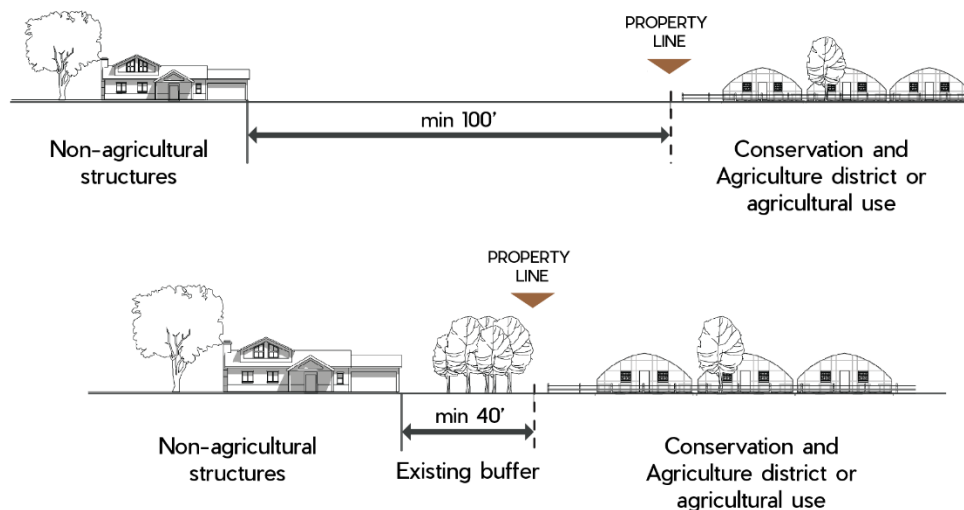 PROPERTY
LINE
min 100'
Non-agricultural
structures
Conservation and
Agriculture district or
agricultural use
PROPERTY
LINE
min 40'
Non-agricultural
structures
Existing buffer
Conservation and
Agriculture district or
agricultural use